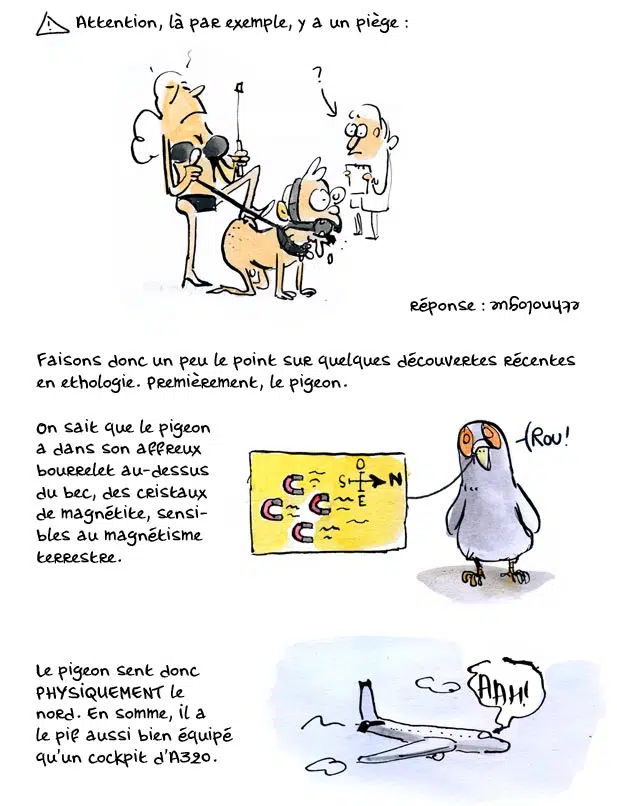 Attention, là par exemple, y a un piège :
?
réponse : ethnologue
Faisons donc un peu le point sur quelques découvertes récentes
en ethologie. Premièrement, le pigeon.
On sait que le pigeon
a dans son affreux
bourrelet au-dessus
du bec, des cristaux
de magnétite, sensi-
bles au magnétisme
terrestre.
O
S N
E
Rou!
Le pigeon sent donc
PHYSIQUEMENT le
nord. En somme, il a
le pif aussi bien équipé
qu'un cockpit d'A320.
AAH!